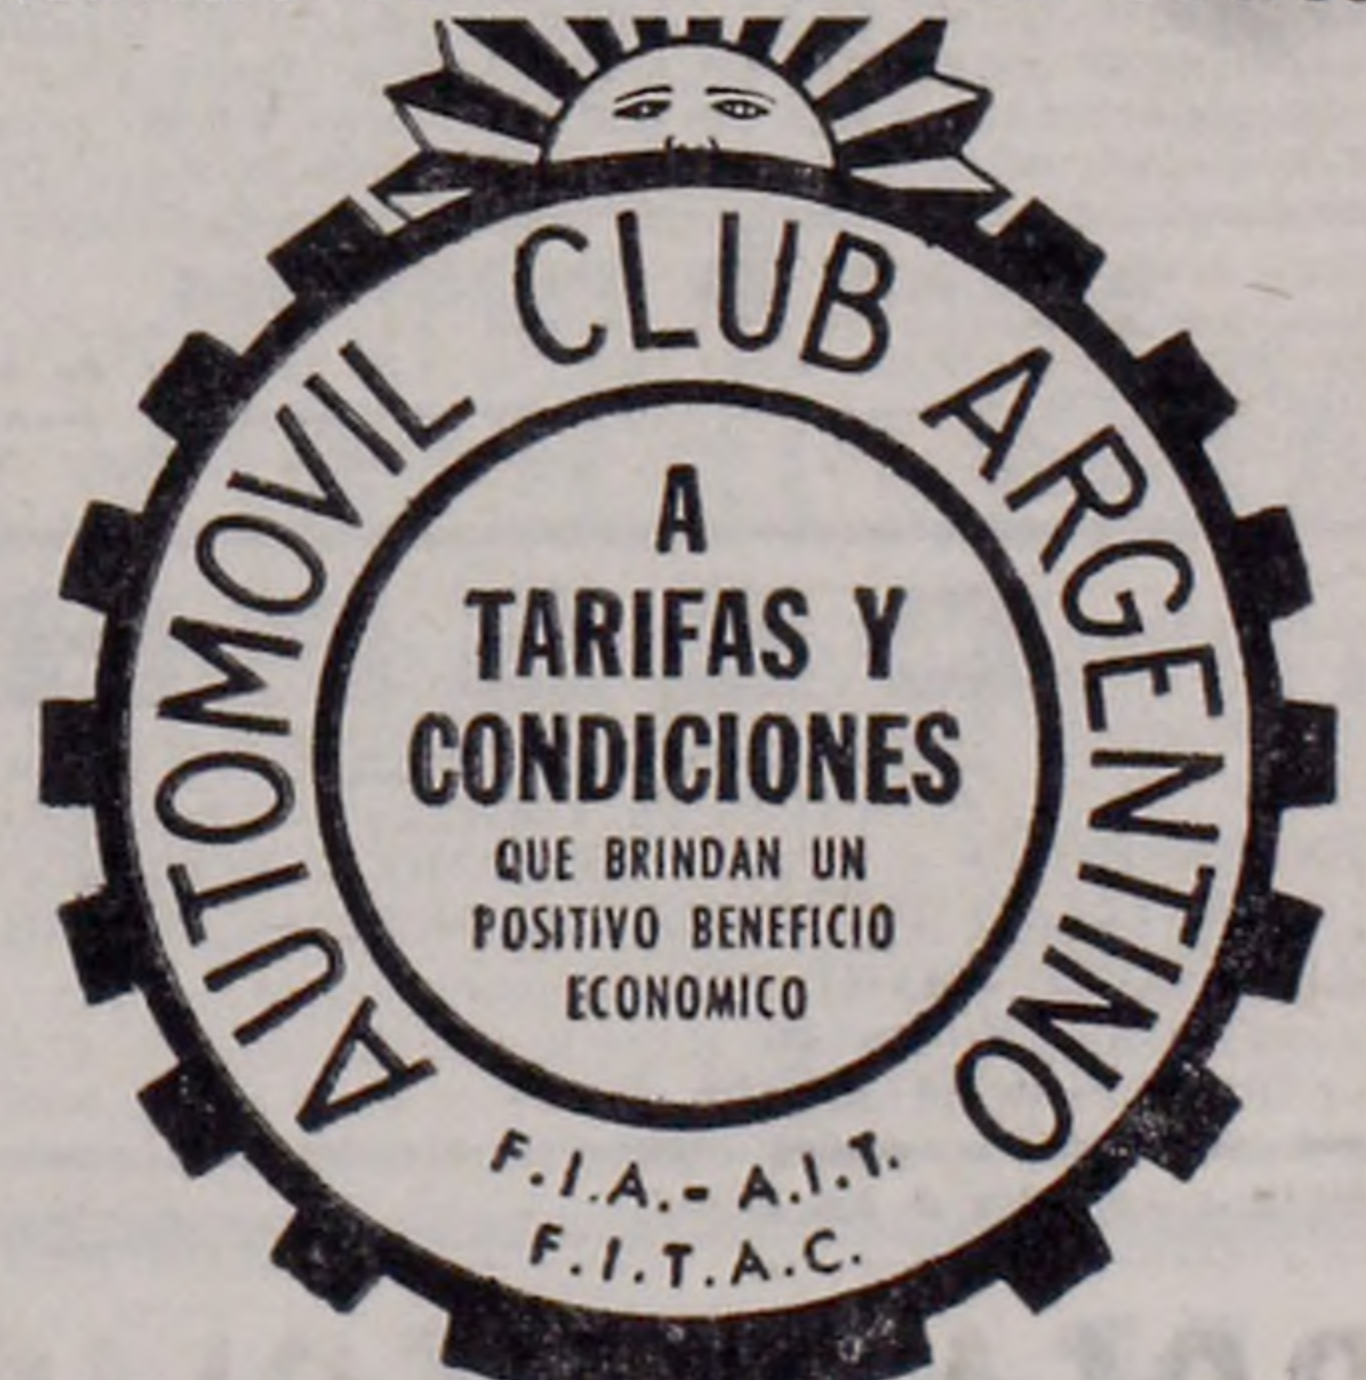 AUTOMOVIL CLUB ARGENTINO
A
TARIFAS Y
CONDICIONES
QUE BRINDAN UN
POSITIVO BENEFICIO
ECONOMICO
F.I.A.- A.I.T.
F.I.T.A.C.